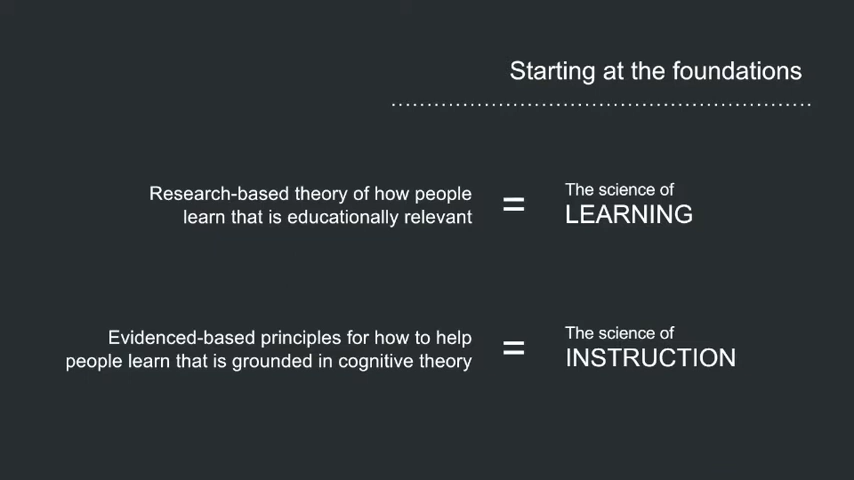 Starting at the foundations
Research-based theory of how people
learn that is educationally relevant
=
The science of
LEARNING
Evidenced-based principles for how to help
people learn that is grounded in cognitive theory
=
The science of
INSTRUCTION